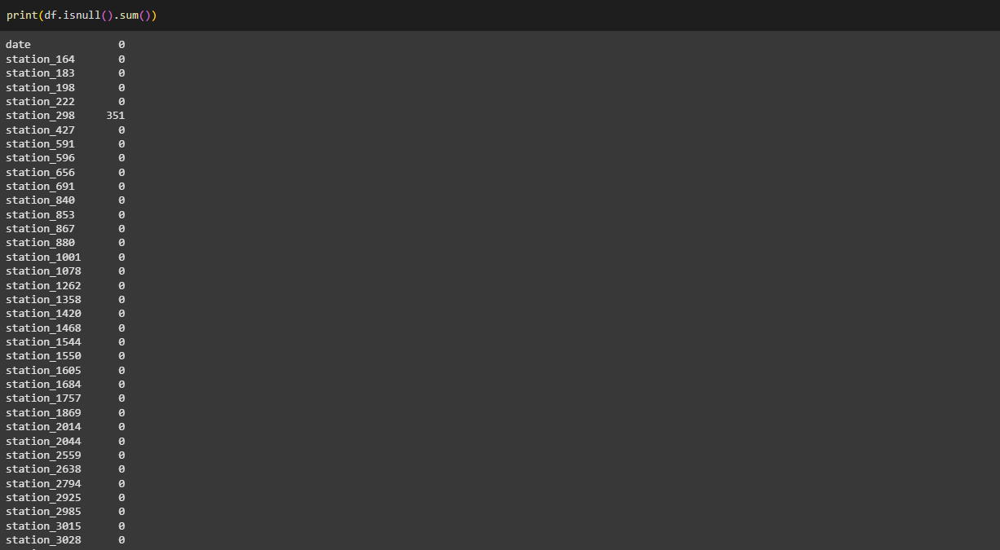 print(df.isnull().sum())
date 0
station_164 0
station_183 0
station_198 0
station_222 0
station_298 351
station_427 0
station_591 0
station_596 0
station_656 0
station_691 0
station_840 0
station_853 0
station_867 0
station_880 0
station_1001 0
station_1078 0
station_1262 0
station_1358 0
station_1420 0
station_1468 0
station_1544 0
station_1550 0
station_1605 0
station_1684 0
station_1757 0
station_1869 0
station_2014 0
station_2044 0
station_2559 0
station_2638 0
station_2794 0
station_2925 0
station_2985 0
station_3015 0
station_3028 0